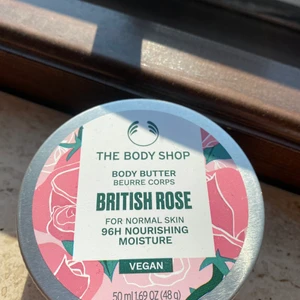 THE BODY SHOP
BODY BUTTER
BEURRE CORPS
BRITISH ROSE
FOR NORMAL SKIN
96H NOURISHING
MOISTURE
VEGAN
50 ml 1.69 OZ (48 g)